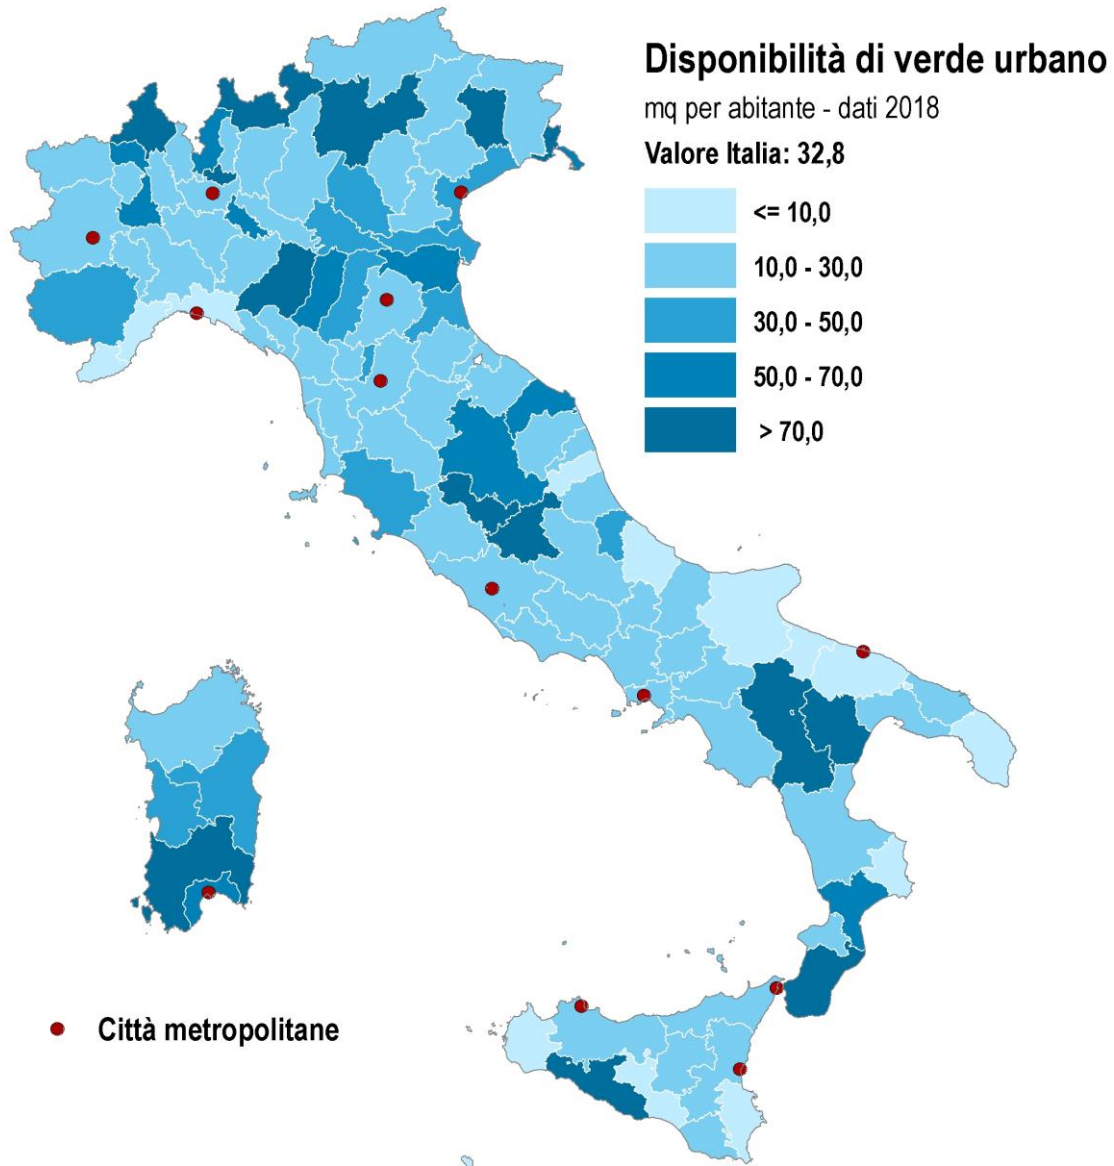 Disponibilità di verde urbano
mq per abitante - dati 2018
Valore Italia: 32,8
<= 10,0
10,0 - 30,0
30,0 - 50,0
50,0 - 70,0
> 70,0
Città metropolitane